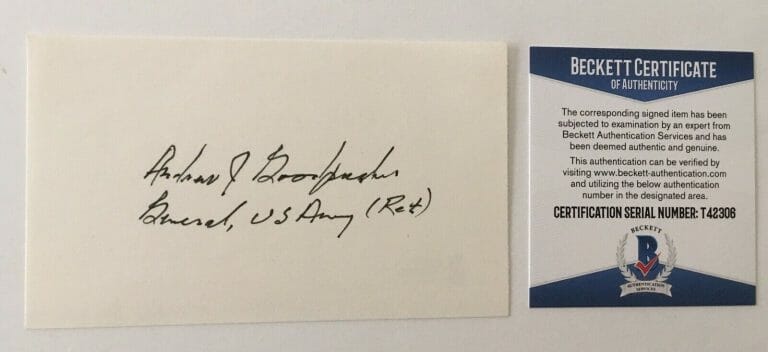 Andrew J Goodpaster
General, US Army (Ret)
BECKETT CERTIFICATE
OF AUTHENTICITY
The corresponding signed item has been
subjected to examination by an expert from
Beckett Authentication Services and has
been deemed authentic and genuine.
This authentication can be verified by
visiting www.beckett-authentication.com
and utilizing the below authentication
number in the designated area.
CERTIFICATION SERIAL NUMBER: T42306
BECKETT
B
AUTHENTICATION
SERVICES